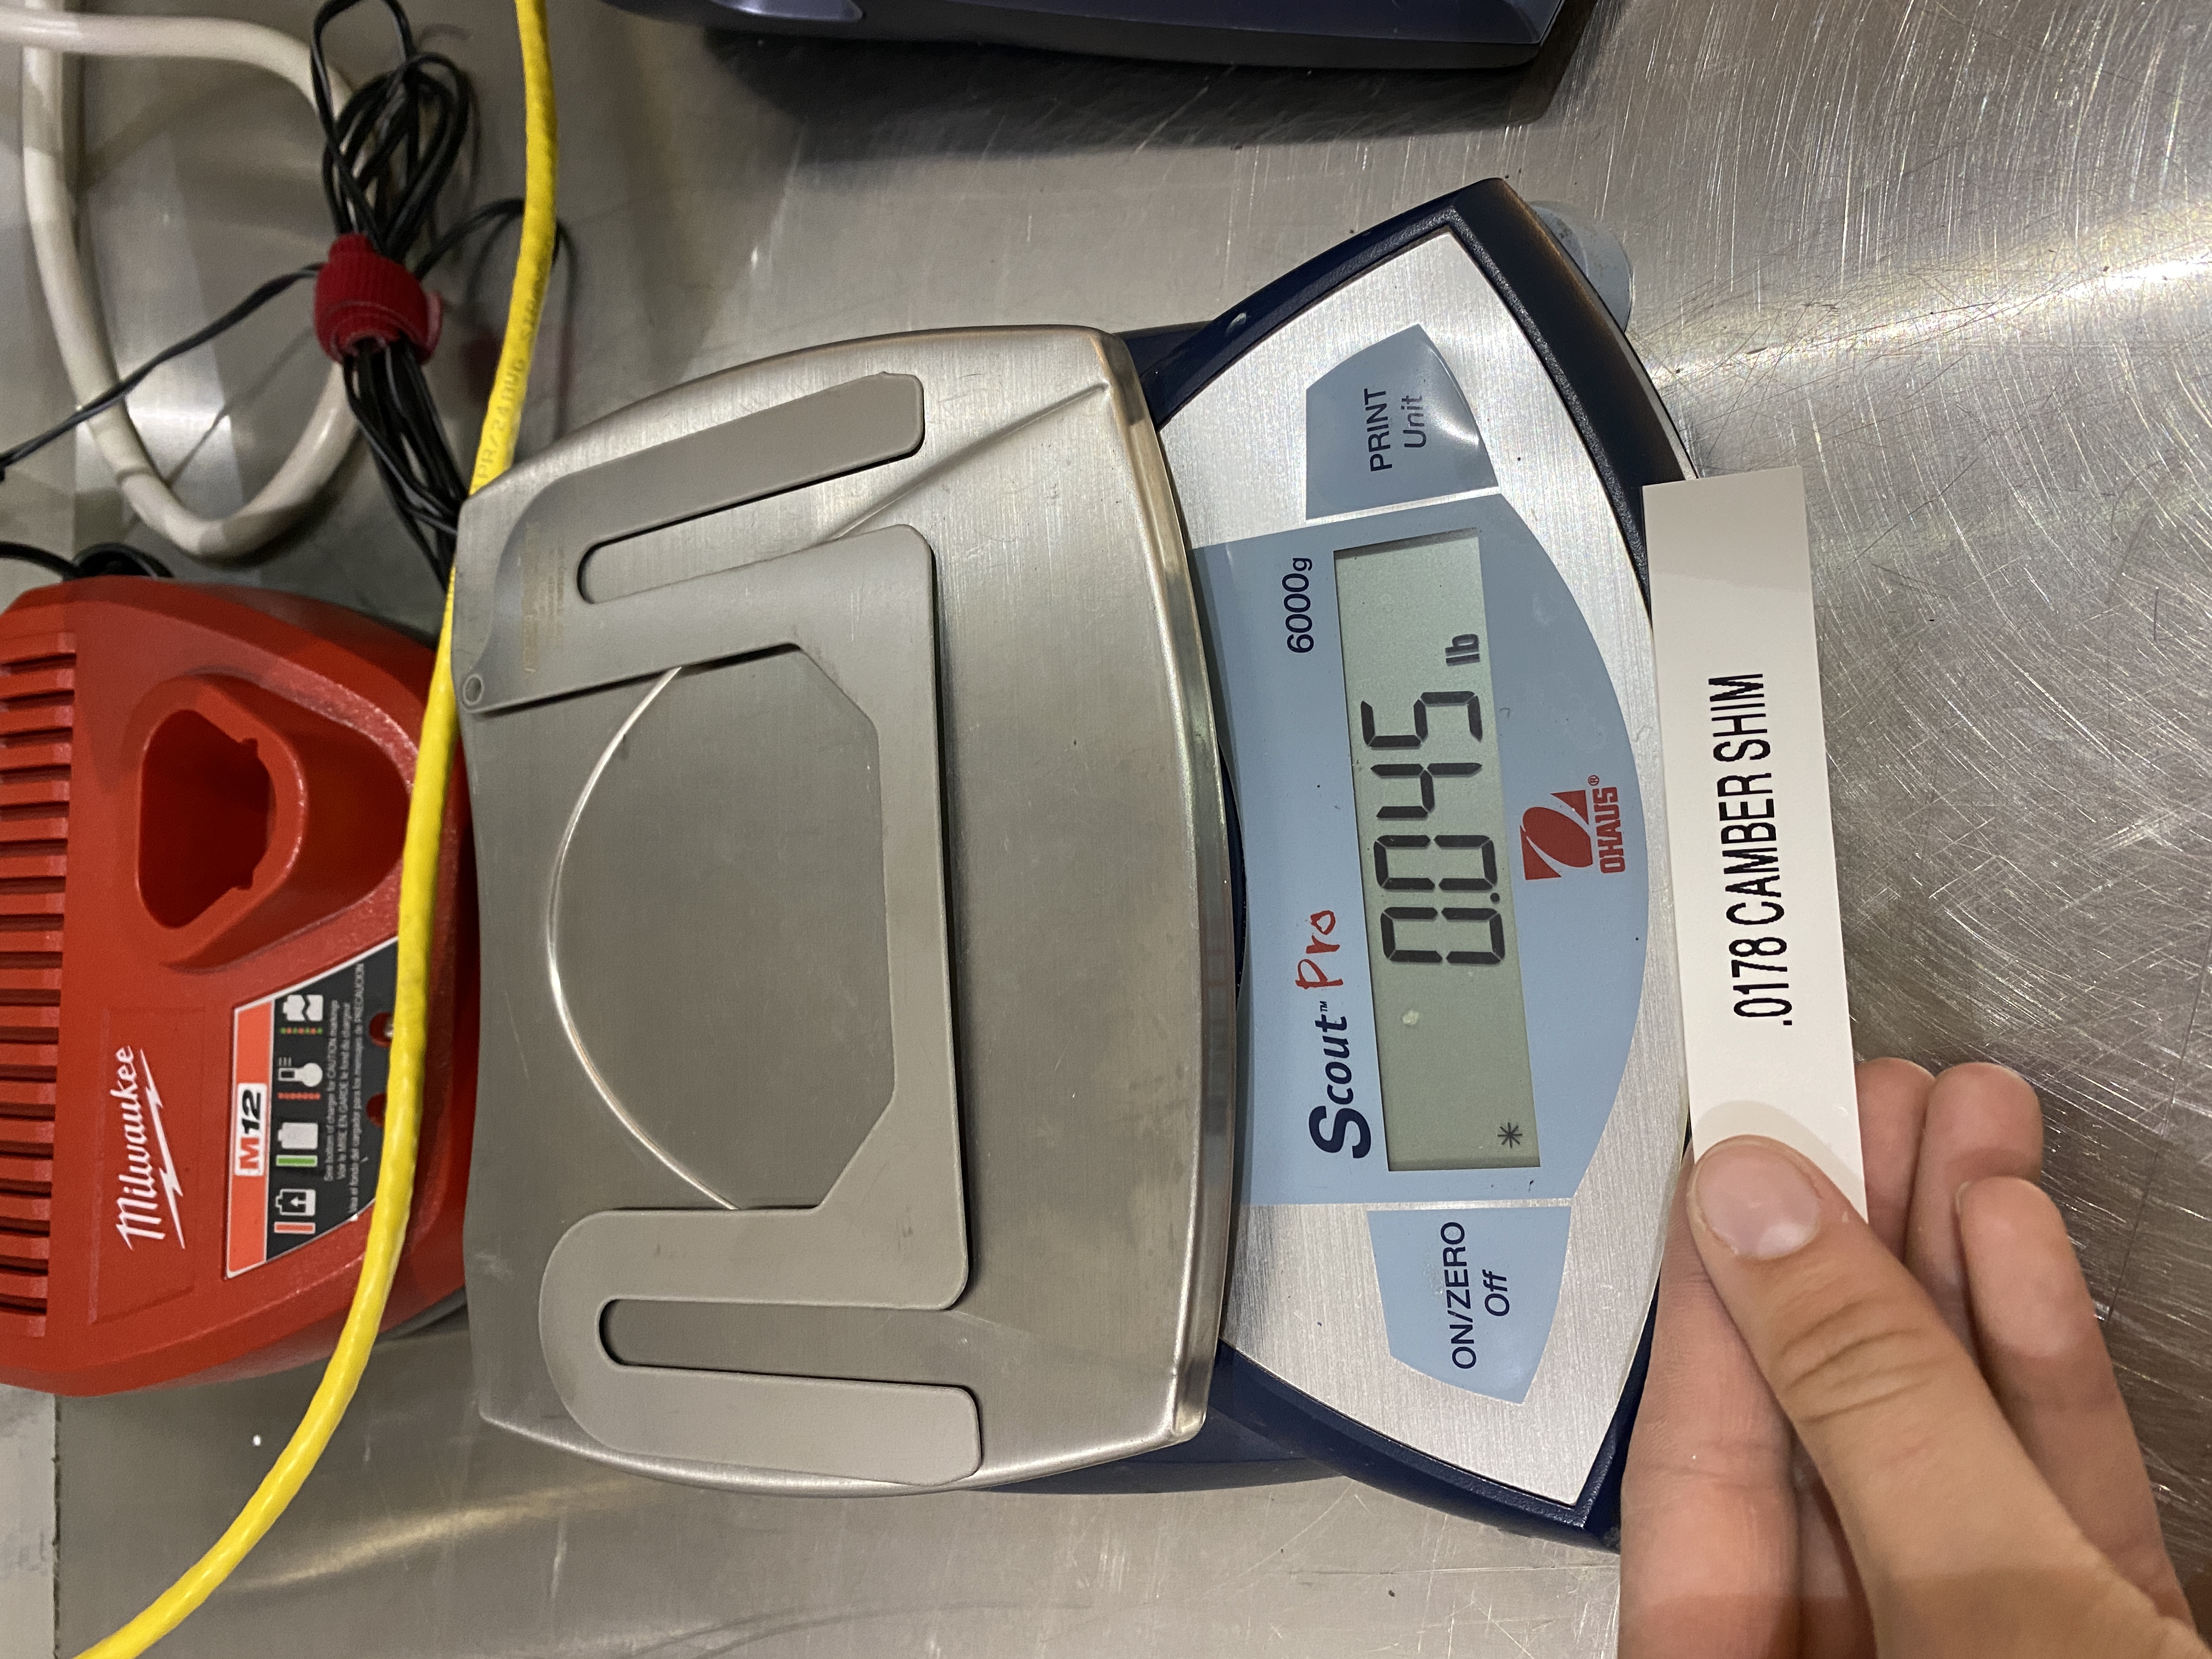 Milwaukee
M12
See bottom of charger for CAUTION markings
Voir le MISE EN GARDE le fond du chargeur
Vea el fondo del cargador para los mensajes de PRECAUCION
PR/24AWG
Scout™ Pro
6000g
0.045 lb
*
ON/ZERO
Off
PRINT
Unit
OHAUS®
.0178 CAMBER SHIM